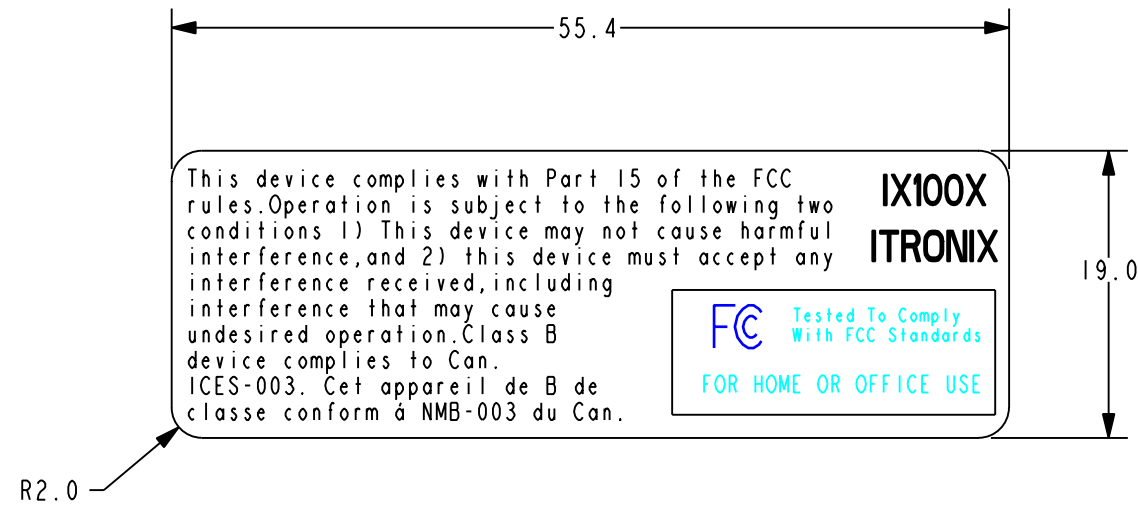 55.4
This device complies with Part 15 of the FCC
rules.Operation is subject to the following two
conditions 1) This device may not cause harmful
interference,and 2) this device must accept any
interference received,including
interference that may cause
undesired operation.Class B
device complies to Can.
ICES-003. Cet appareil de B de
classe conform á NMB-003 du Can.
IX100X
ITRONIX
FC
Tested To Comply
With FCC Standards
FOR HOME OR OFFICE USE
19.0
R2.0